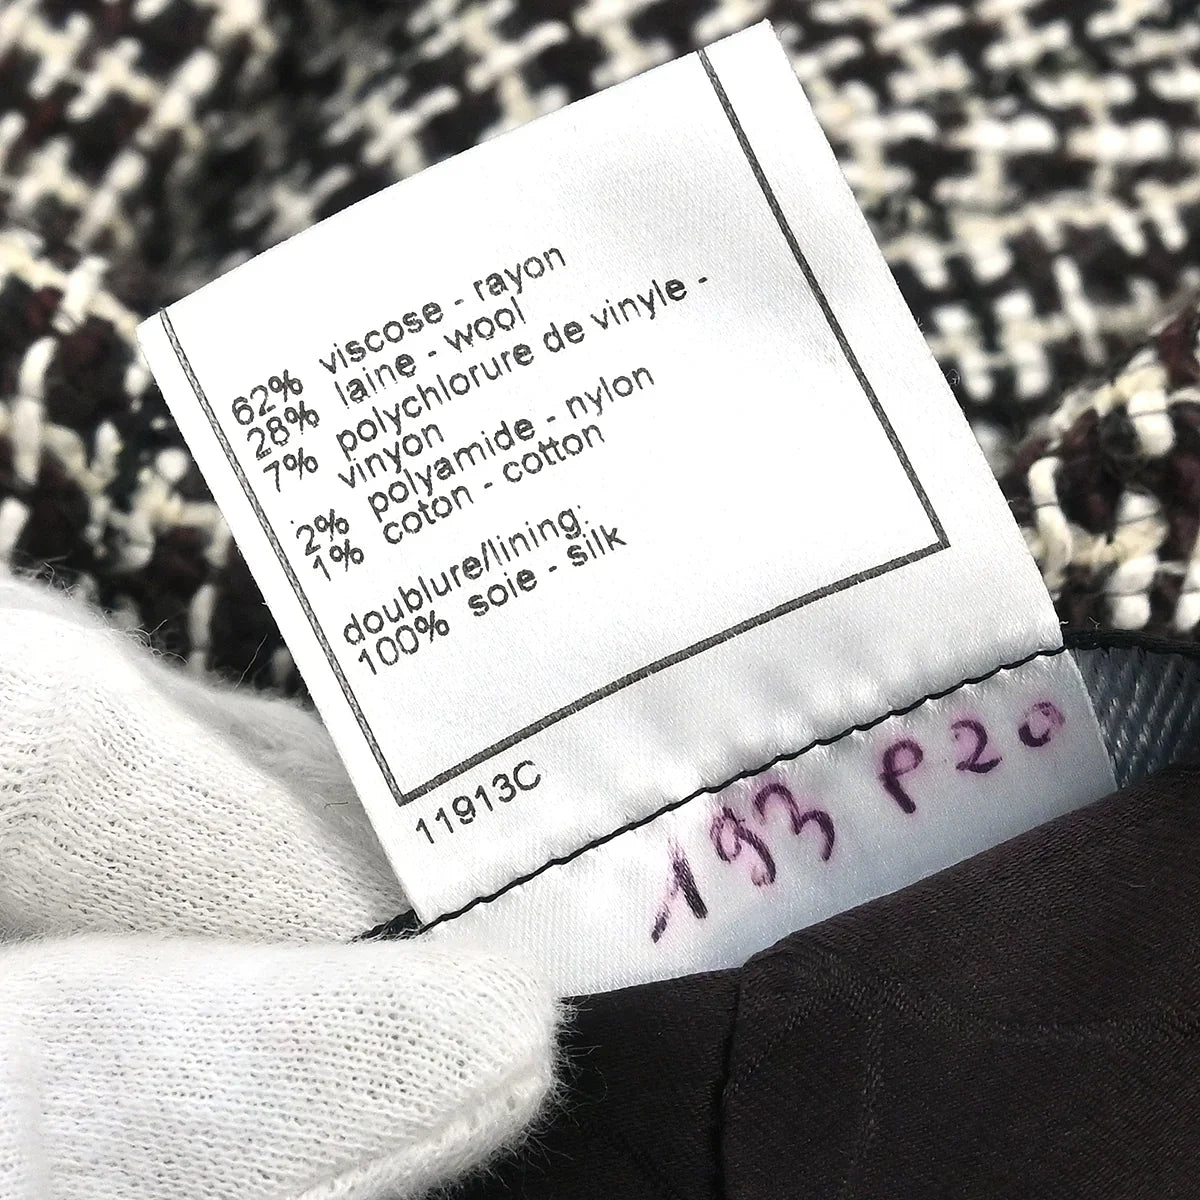 62% viscose - rayon
28% laine - wool
7% polychlorure de vinyle -
vinyon
2% polyamide - nylon
1% coton - cotton
doublure/lining:
100% soie - silk
11913C
193 P20